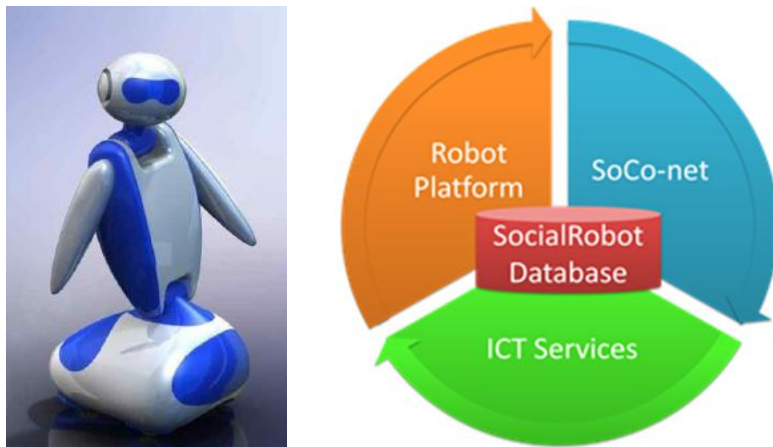 Robot
Platform
SoCo-net
SocialRobot
Database
ICT Services